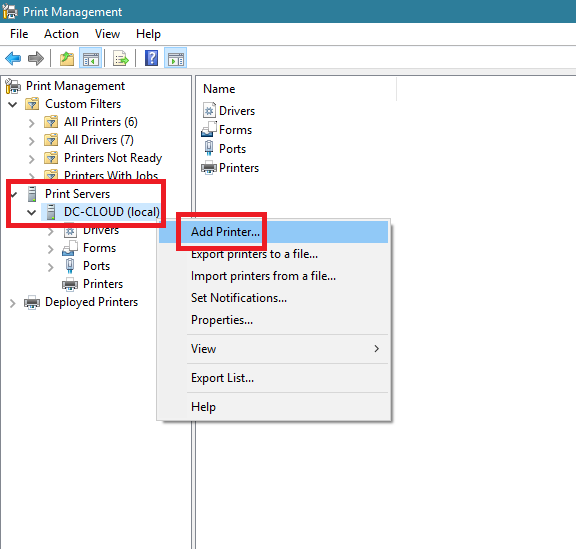 Print Management
File Action View Help
Print Management
Custom Filters
All Printers (6)
All Drivers (7)
Printers Not Ready
Printers With Jobs
Print Servers
DC-CLOUD (local)
Drivers
Forms
Ports
Printers
Deployed Printers
Name
Drivers
Forms
Ports
Printers
Add Printer...
Export printers to a file...
Import printers from a file...
Set Notifications...
Properties...
View
Export List...
Help